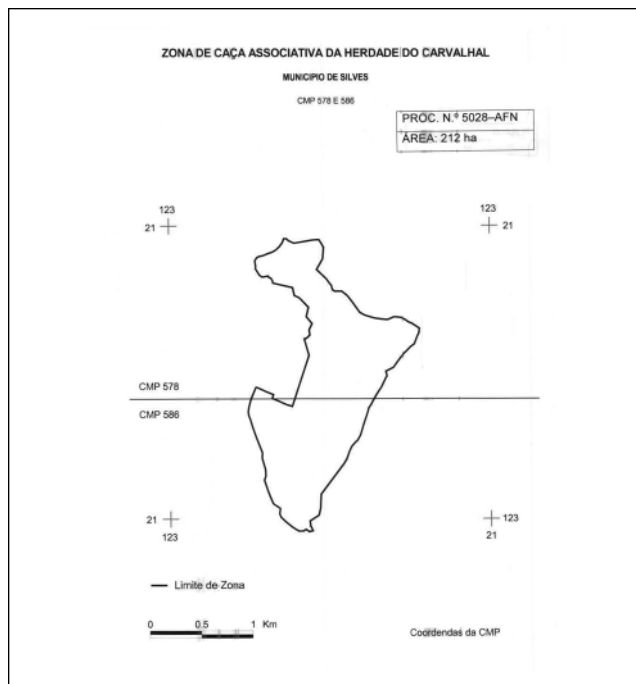 ZONA DE CAÇA ASSOCIATIVA DA HERDADE DO CARVALHAL
MUNICIPIO DE SILVES
CMP 578 E 586
PROC. N.º 5028–AFN
ÁREA: 212 ha
123
21
123
21
CMP 578
CMP 586
21
123
123
21
Limite de Zona
0 0.5 1 Km
Coordendas da CMP